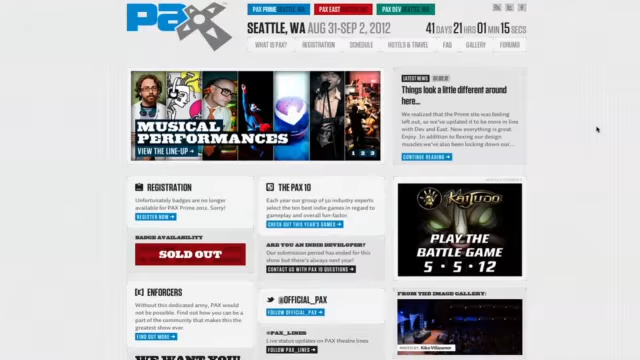 PAX
PAX PRIME SEATTLE, WA
PAX EAST BOSTON, MA
PAX DEV SEATTLE, WA
SEATTLE, WA AUG 31-SEP 2, 2012
41 DAYS 21 HRS 01 MIN 15 SECS
WHAT IS PAX?
REGISTRATION
SCHEDULE
HOTELS & TRAVEL
FAQ
GALLERY
FORUMS
MUSICAL
PERFORMANCES
VIEW THE LINE-UP
1 2 3
LATEST NEWS
Things look a little different around
here...
We realized that the Prime site was feeling
left out, so we've updated it to be more in line
with Dev and East. Now everything is great.
Enjoy. In addition to flexing our design
muscles we've also been locking down our...
CONTINUE READING
REGISTRATION
Unfortunately badges are no longer
available for PAX Prime 2012. Sorry!
REGISTER NOW
BADGE AVAILABILITY
SOLD OUT
ENFORCERS
Without this dedicated army, PAX would
not be possible. Find out how you can be a
part of the community that makes this the
greatest show ever.
FIND OUT MORE
WE WANT YOU!
THE PAX 10
Each year our group of 50 industry experts
select the ten best indie games in regard to
gameplay and overall fun-factor.
CHECK OUT THIS YEAR'S GAMES
ARE YOU AN INDIE DEVELOPER?
Our submission period has ended for this
show but there's always next year!
CONTACT US WITH PAX 10 QUESTIONS
@OFFICIAL_PAX
FOLLOW OFFICIAL_PAX
@PAX_LINES
Live status updates on PAX theatre lines
FOLLOW PAX_LINES
KAIJUDO
PLAY THE
BATTLE GAME
5 · 5 · 12
FROM THE IMAGE GALLERY:
Kiko Villasenor